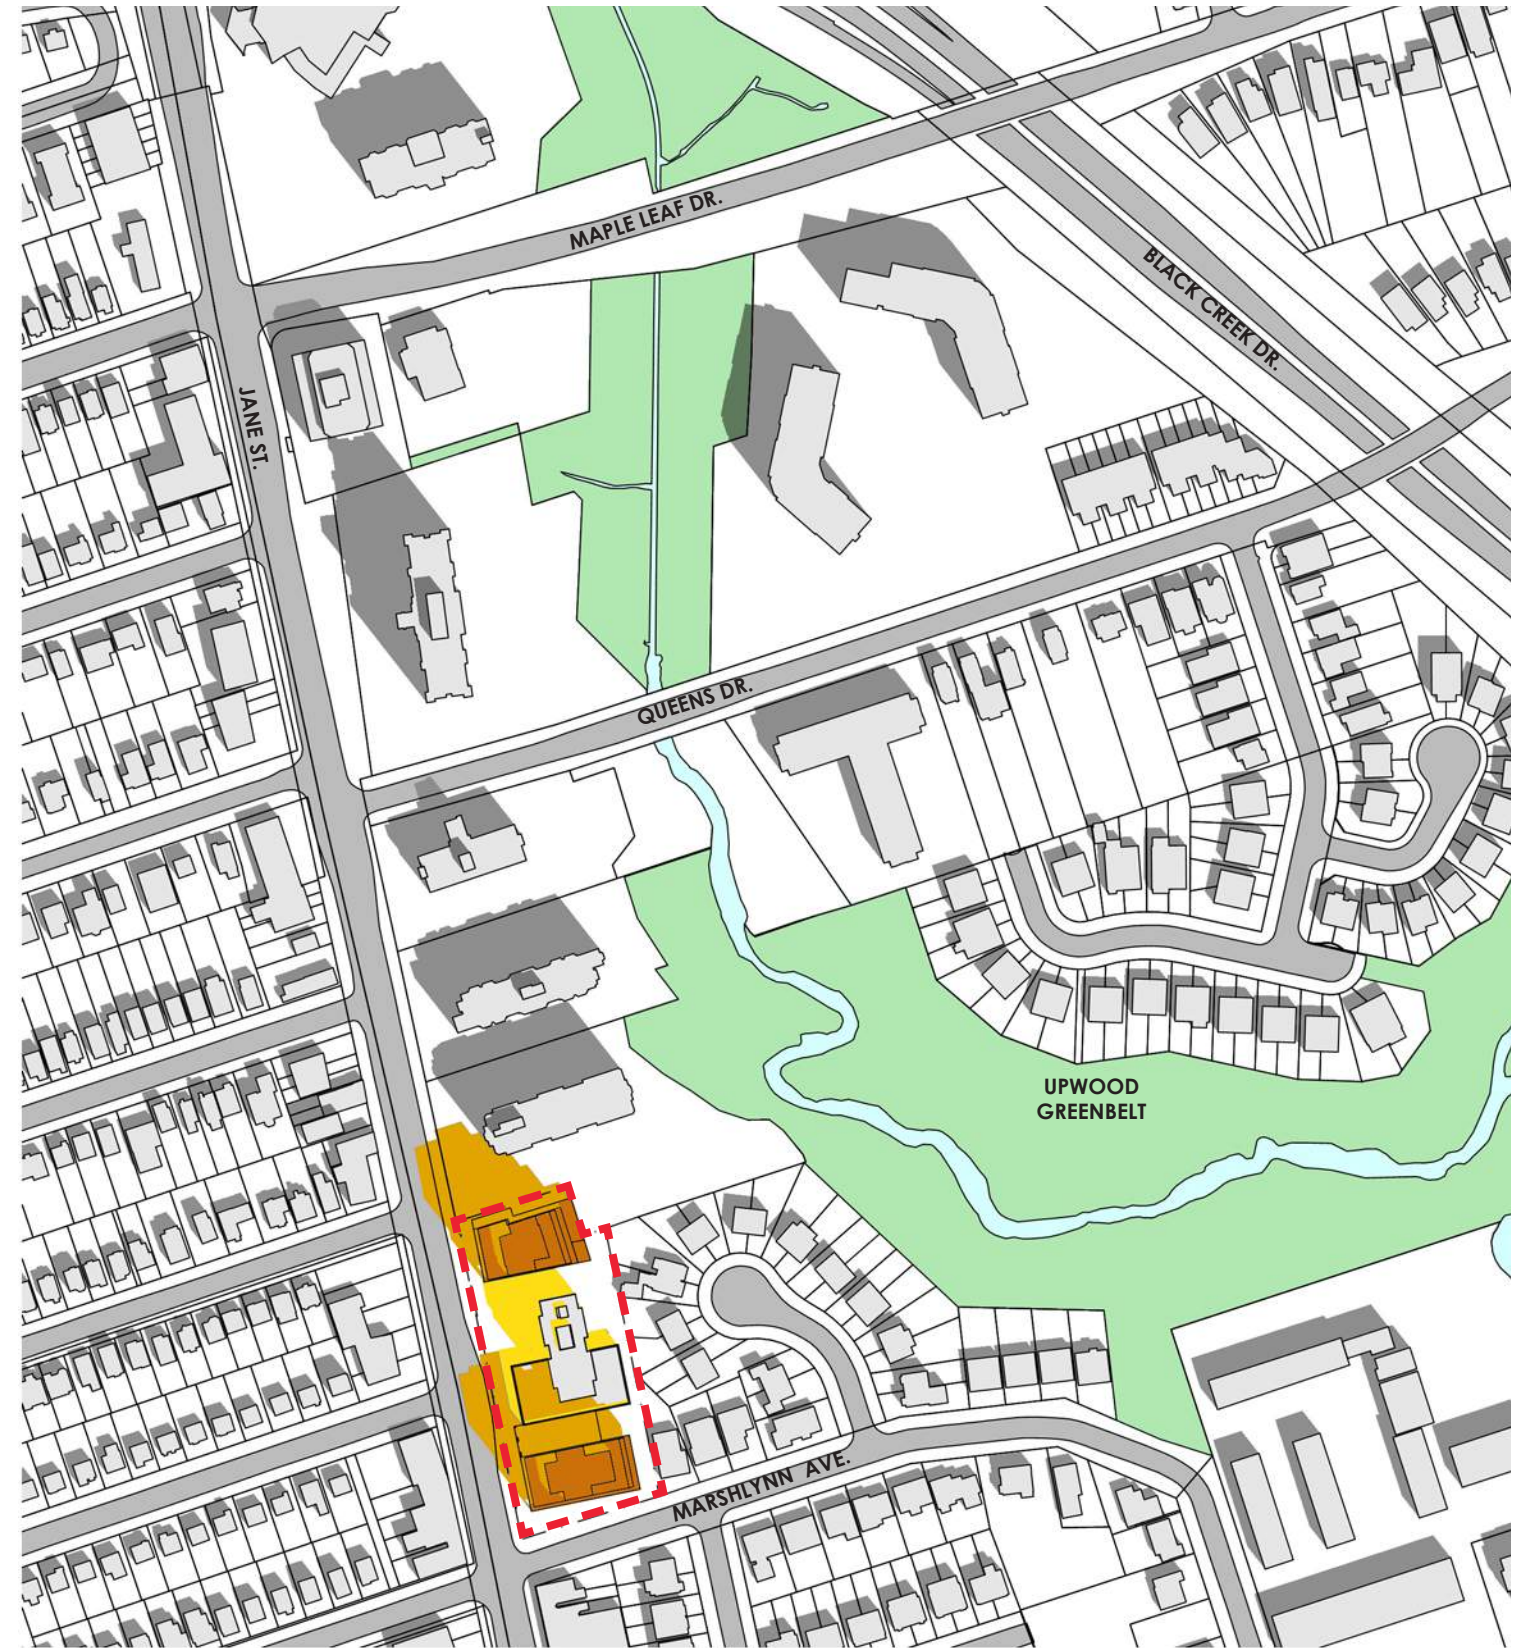 MAPLE LEAF DR.
BLACK CREEK DR.
JANE ST.
QUEENS DR.
UPWOOD
GREENBELT
MARSHLYNN AVE.